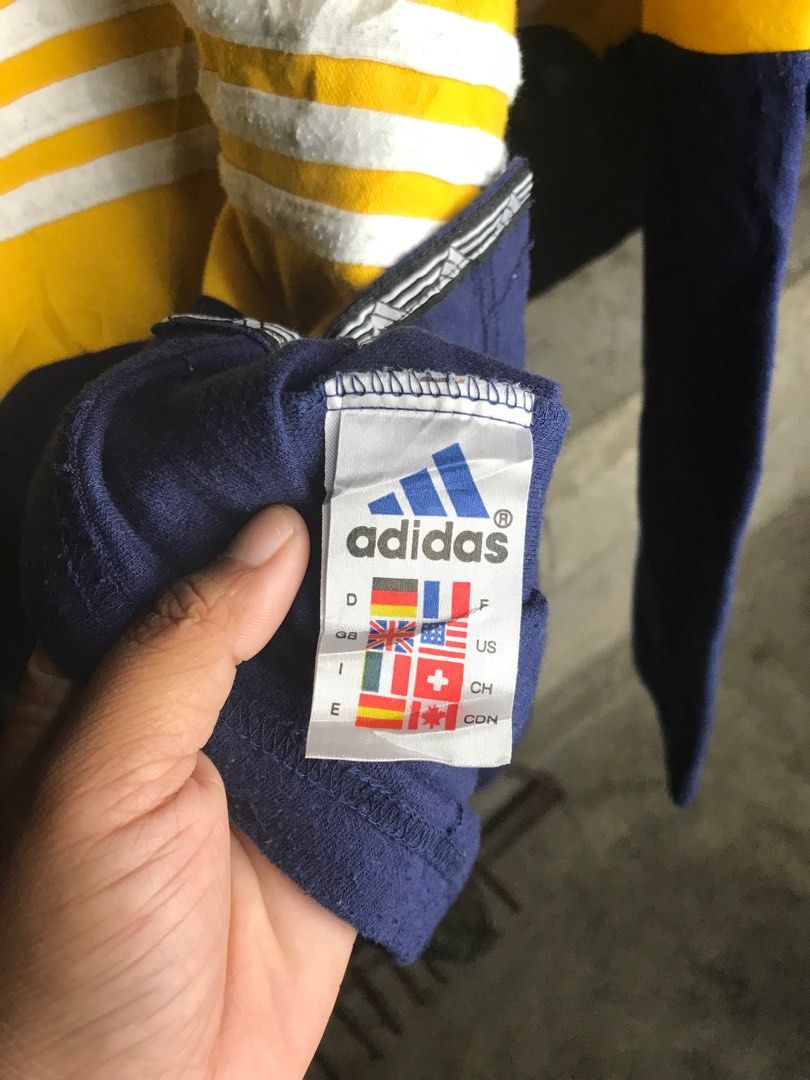 adidas®
D F
GB US
I CH
E CDN